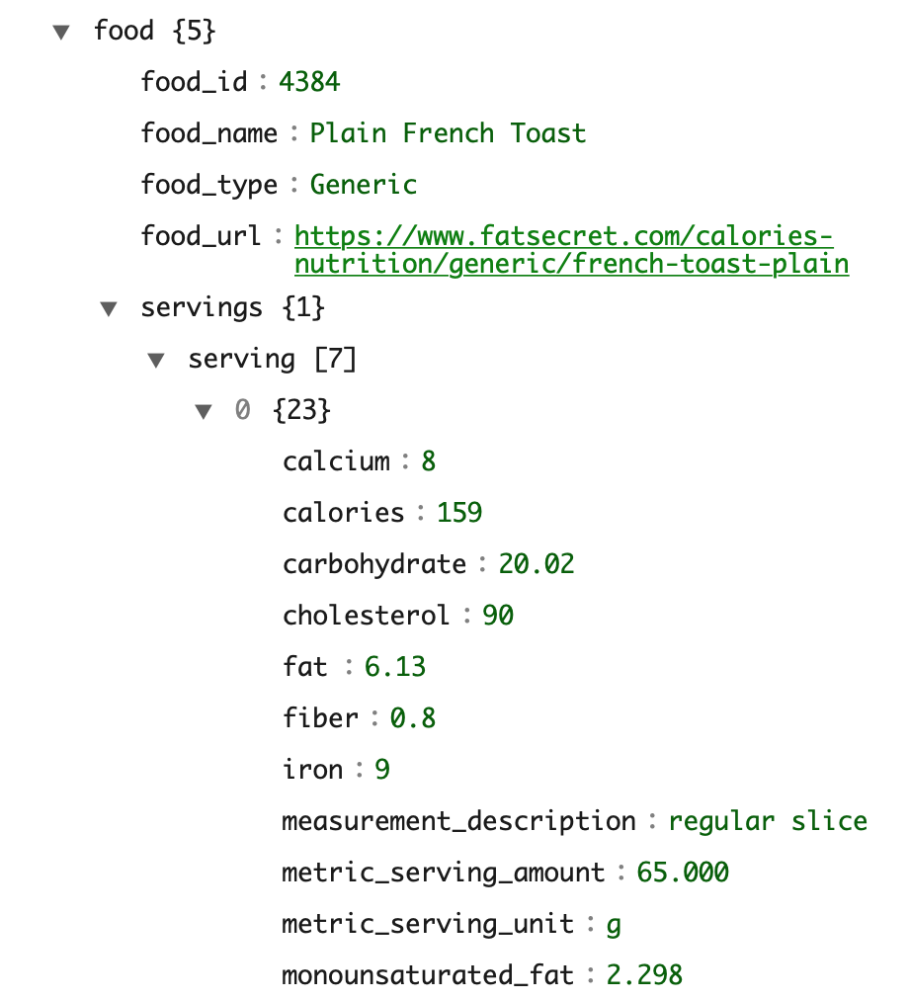 ▼ food {5}
food_id : 4384
food_name : Plain French Toast
food_type : Generic
food_url : https://www.fatsecret.com/calories-
nutrition/generic/french-toast-plain
▼ servings {1}
▼ serving [7]
▼ 0 {23}
calcium : 8
calories : 159
carbohydrate : 20.02
cholesterol : 90
fat : 6.13
fiber : 0.8
iron : 9
measurement_description : regular slice
metric_serving_amount : 65.000
metric_serving_unit : g
monounsaturated_fat : 2.298